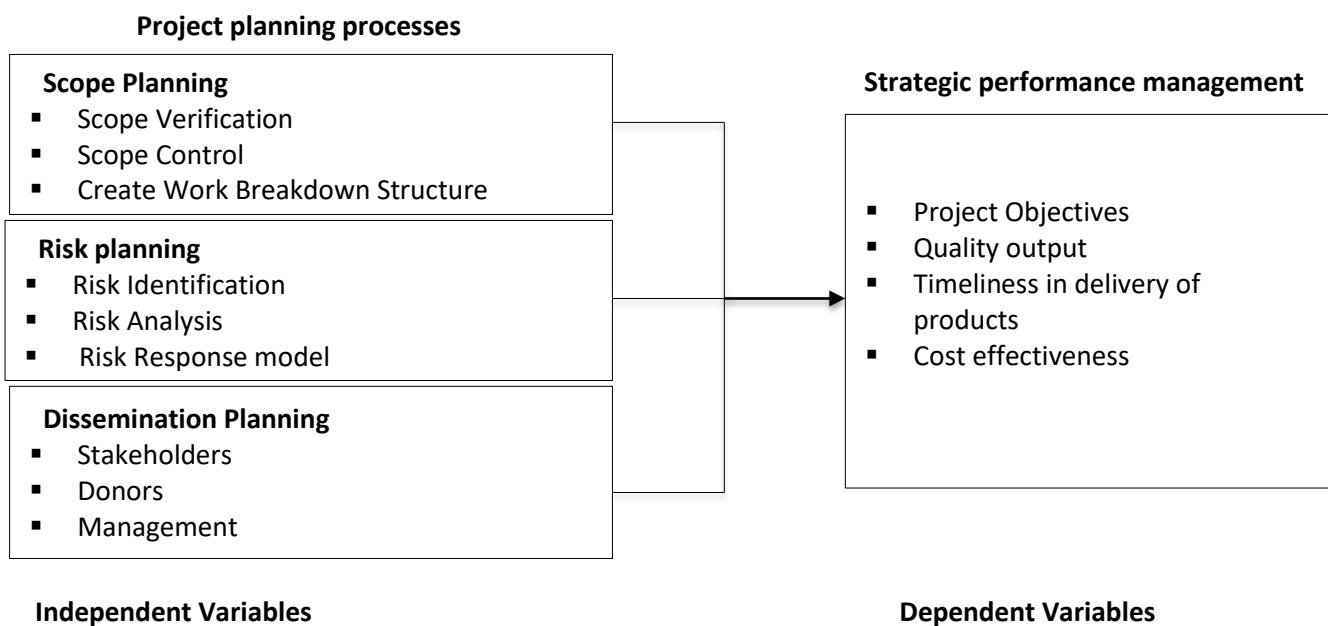 Project planning processes
Scope Planning
▪ Scope Verification
▪ Scope Control
▪ Create Work Breakdown Structure
Risk planning
▪ Risk Identification
▪ Risk Analysis
▪ Risk Response model
Dissemination Planning
▪ Stakeholders
▪ Donors
▪ Management
Independent Variables
Strategic performance management
▪ Project Objectives
▪ Quality output
▪ Timeliness in delivery of
products
▪ Cost effectiveness
Dependent Variables